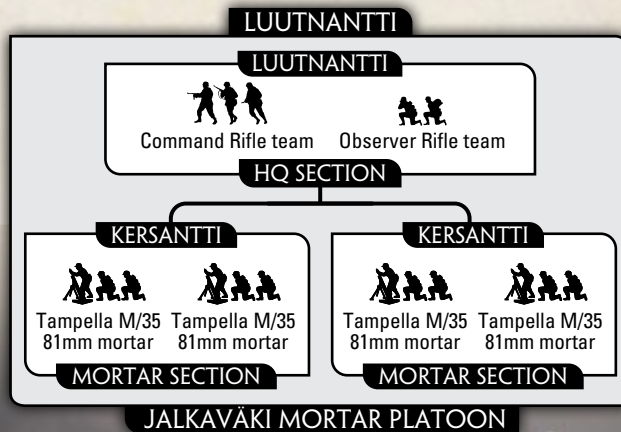 LUUTNANTTI
LUUTNANTTI
Command Rifle team Observer Rifle team
HQ SECTION
KERSANTTI KERSANTTI
Tampella M/35 Tampella M/35 Tampella M/35 Tampella M/35
81mm mortar 81mm mortar 81mm mortar 81mm mortar
MORTAR SECTION MORTAR SECTION
JALKAVÄKI MORTAR PLATOON